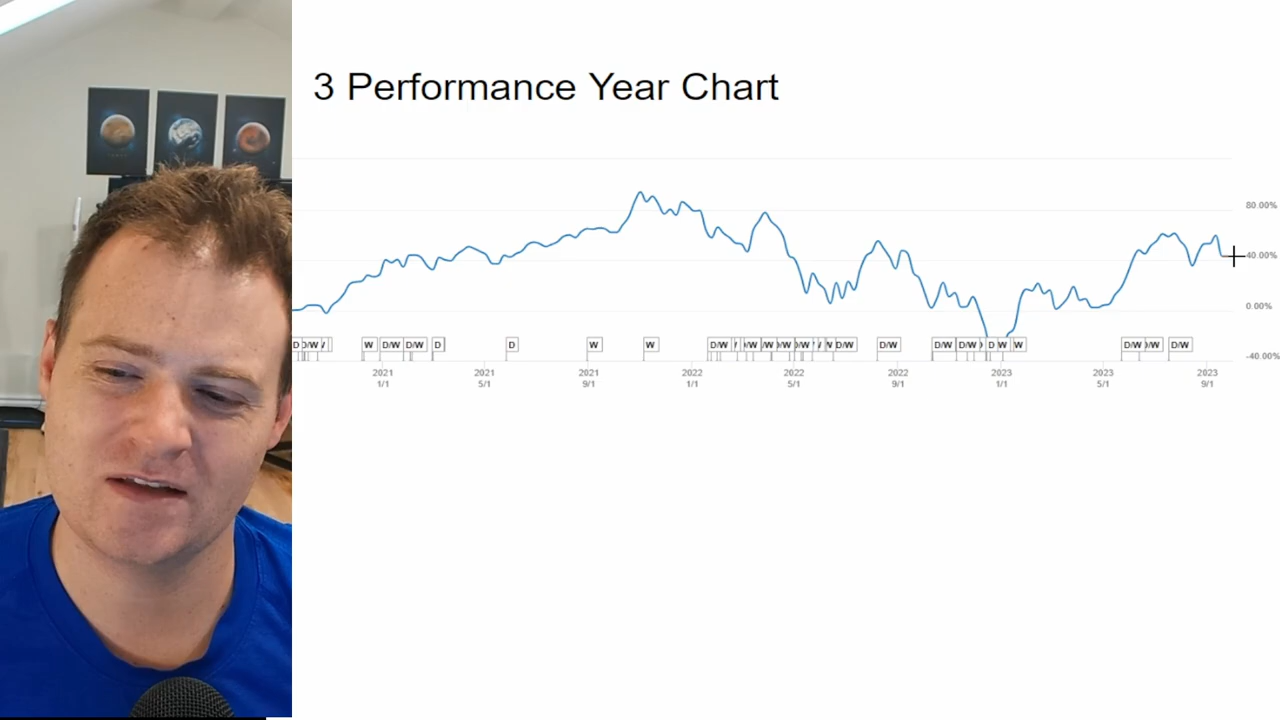 3 Performance Year Chart
80.00%
40.00%
0.00%
-40.00%
D D/W W D/W D/W D D W W D/W /W /W D/W D/W W D/W D/W D/W D/W D W W D/W /W D/W
2021 2021 2021 2022 2022 2022 2023 2023 2023
1/1 5/1 9/1 1/1 5/1 9/1 1/1 5/1 9/1